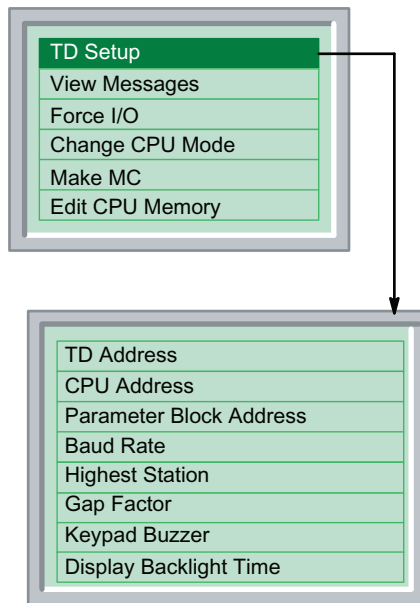 TD Setup
View Messages
Force I/O
Change CPU Mode
Make MC
Edit CPU Memory
TD Address
CPU Address
Parameter Block Address
Baud Rate
Highest Station
Gap Factor
Keypad Buzzer
Display Backlight Time